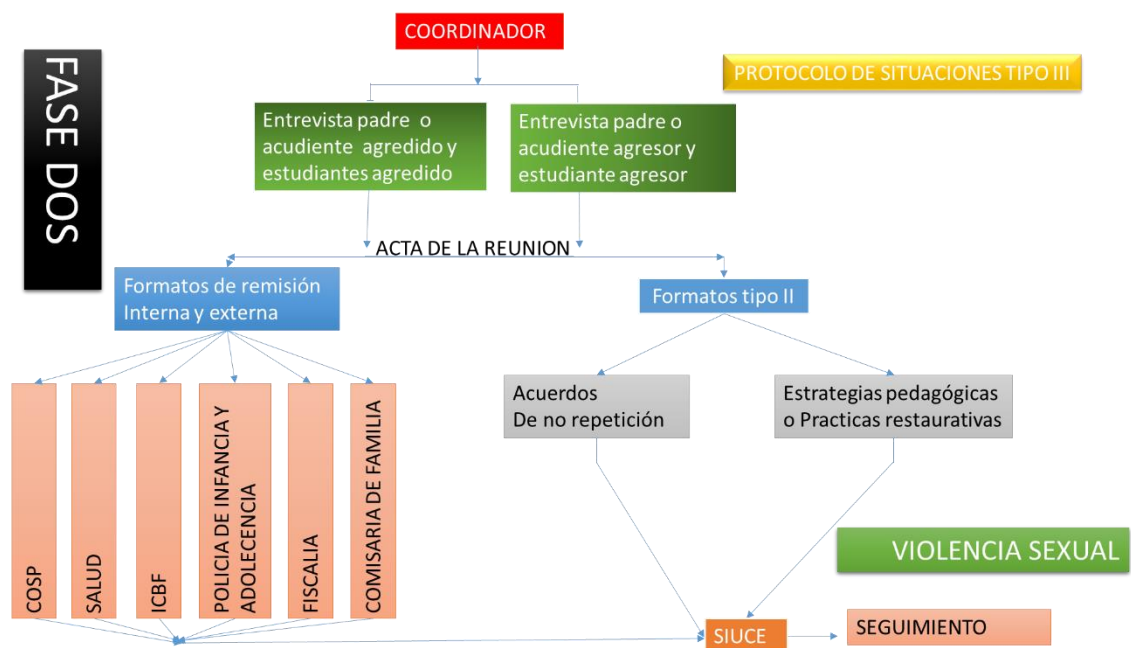 COORDINADOR
FASE DOS
PROTOCOLO DE SITUACIONES TIPO III
Entrevista padre o
acudiente agredido y
estudiantes agredido
Entrevista padre o
acudiente agresor y
estudiante agresor
ACTA DE LA REUNION
Formatos de remisión
Interna y externa
Formatos tipo II
Acuerdos
De no repetición
Estrategias pedagógicas
o Practicas restaurativas
COSP
SALUD
ICBF
POLICIA DE INFANCIA Y
ADOLECENCIA
FISCALIA
COMISARIA DE FAMILIA
VIOLENCIA SEXUAL
SIUCE
SEGUIMIENTO